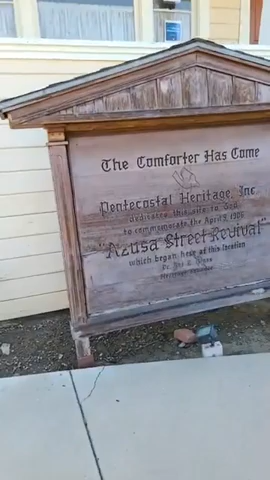 The Comforter Has Come
Pentecostal Heritage, Inc.
dedicates this site to God
to commemorate the April 9, 1906
"Azusa Street Revival"
which began here at this location